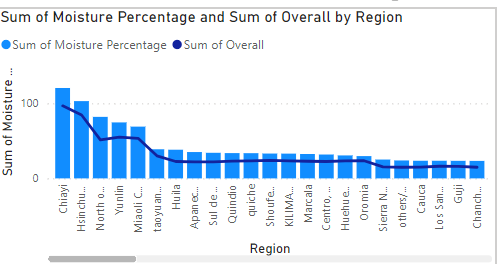 Sum of Moisture Percentage and Sum of Overall by Region
Sum of Moisture Percentage Sum of Overall
Sum of Moisture ...
100
0
Chiayi
Hsinchu...
North o...
Yunlin
Miaoli C...
taoyuan...
Huila
Apanec...
Sul de ...
Quindio
quiche
Shoufe...
KILIMA...
Marcala
Centro, ...
Huehue...
Oromia
Sierra N...
others/...
Cauca
Los San...
Guji
Chanch...
Region